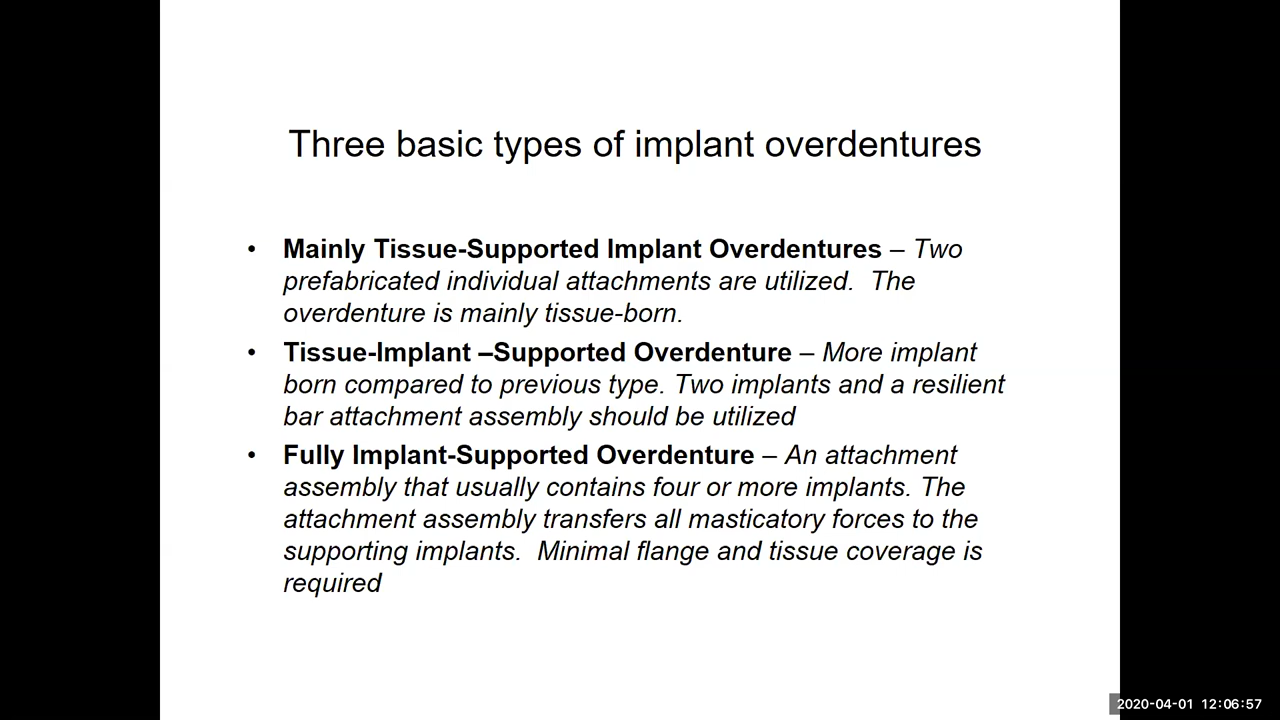 Three basic types of implant overdentures
• Mainly Tissue-Supported Implant Overdentures – Two
prefabricated individual attachments are utilized.  The
overdenture is mainly tissue-born.
• Tissue-Implant –Supported Overdenture – More implant
born compared to previous type. Two implants and a resilient
bar attachment assembly should be utilized
• Fully Implant-Supported Overdenture – An attachment
assembly that usually contains four or more implants. The
attachment assembly transfers all masticatory forces to the
supporting implants.  Minimal flange and tissue coverage is
required
2020-04-01 12:06:57